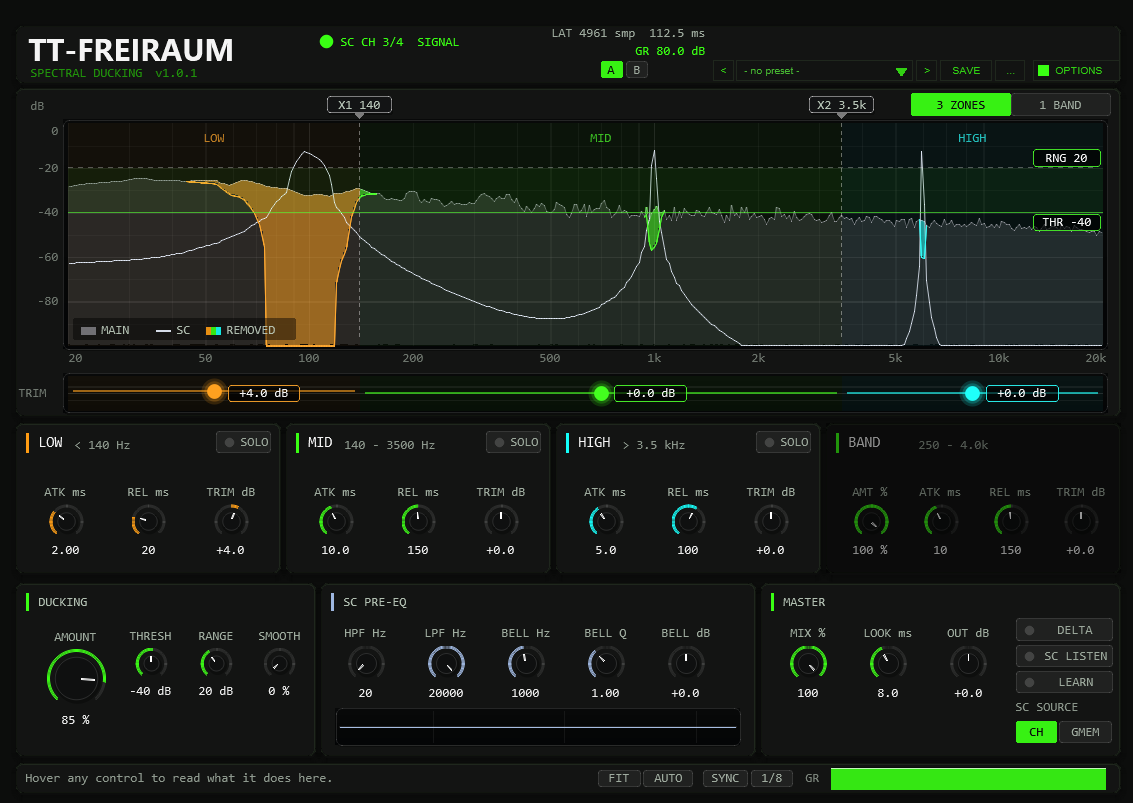 TT-FREIRAUM
SPECTRAL DUCKING v1.0.1
SC CH 3/4 SIGNAL
LAT 4961 smp 112.5 ms
GR 80.0 dB
A B
< - no preset - > SAVE ... OPTIONS
dB X1 140 X2 3.5k 3 ZONES 1 BAND
0 LOW MID HIGH
RNG 20
-20
-40 THR -40
-60
-80
MAIN SC REMOVED
20 50 100 200 500 1k 2k 5k 10k 20k
TRIM +4.0 dB +0.0 dB +0.0 dB
LOW < 140 Hz SOLO
ATK ms REL ms TRIM dB
2.00 20 +4.0
MID 140 - 3500 Hz SOLO
ATK ms REL ms TRIM dB
10.0 150 +0.0
HIGH > 3.5 kHz SOLO
ATK ms REL ms TRIM dB
5.0 100 +0.0
BAND 250 - 4.0k
AMT % ATK ms REL ms TRIM dB
100 % 10 150 +0.0
DUCKING
AMOUNT THRESH RANGE SMOOTH
-40 dB 20 dB 0 %
85 %
SC PRE-EQ
HPF Hz LPF Hz BELL Hz BELL Q BELL dB
20 20000 1000 1.00 +0.0
MASTER
MIX % LOOK ms OUT dB
100 8.0 +0.0
DELTA
SC LISTEN
LEARN
SC SOURCE
CH GMEM
Hover any control to read what it does here.
FIT AUTO SYNC 1/8 GR